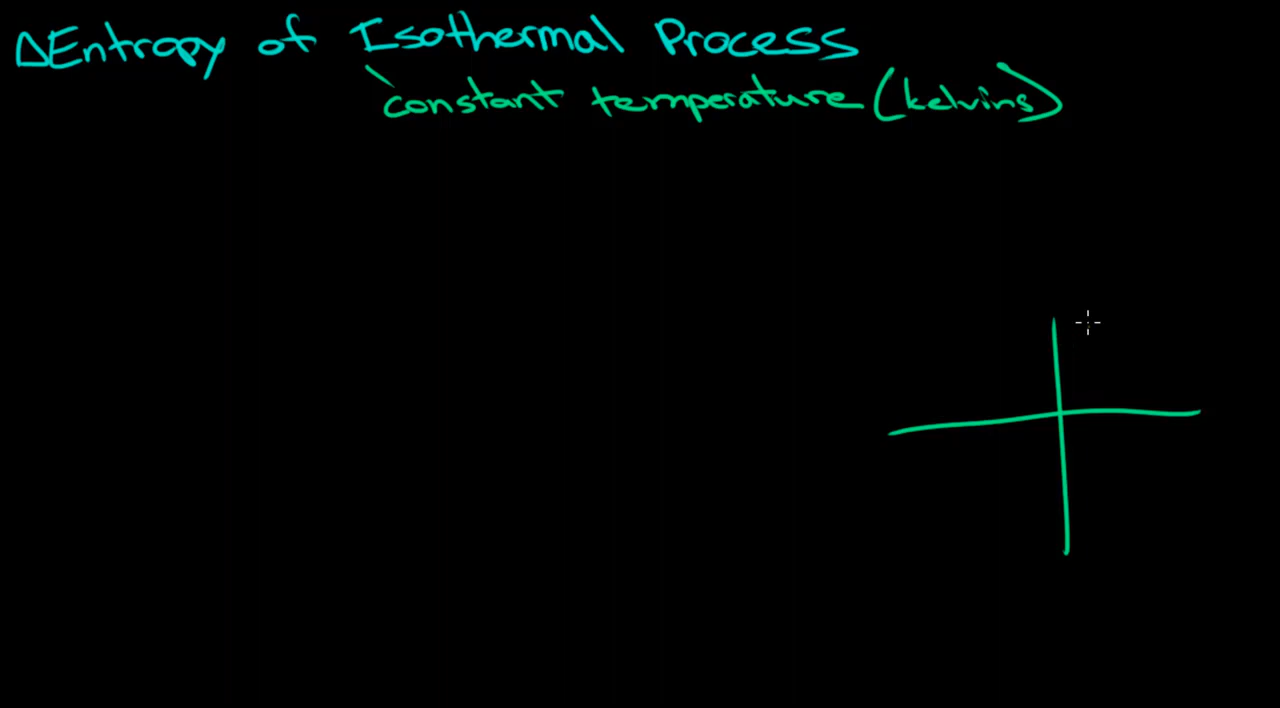 ΔEntropy of Isothermal Process
constant temperature (kelvins)